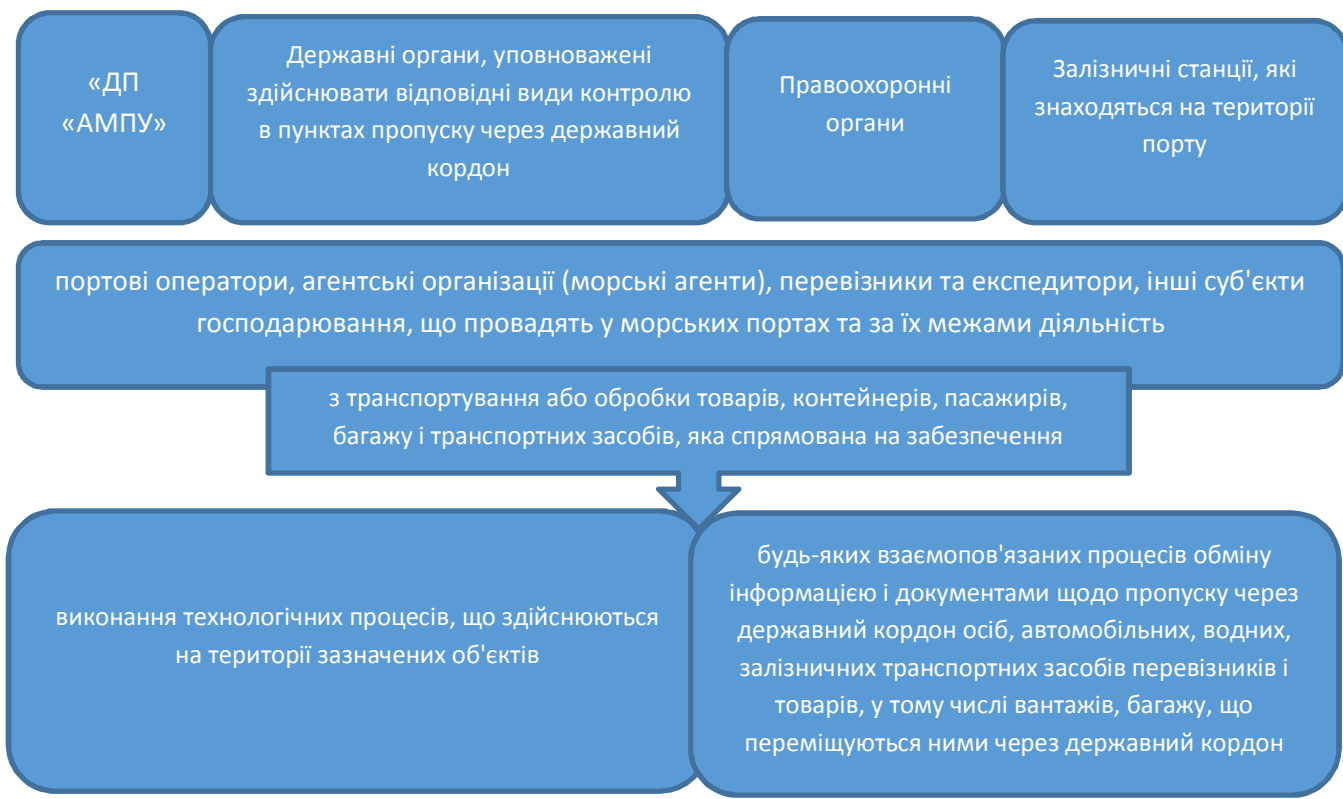 «ДП
«АМПУ»
Державні органи, уповноважені
здійснювати відповідні види контролю
в пунктах пропуску через державний
кордон
Правоохоронні
органи
Залізничні станції, які
знаходяться на території
порту
портові оператори, агентські організації (морські агенти), перевізники та експедитори, інші суб'єкти
господарювання, що провадять у морських портах та за їх межами діяльність
з транспортування або обробки товарів, контейнерів, пасажирів,
багажу і транспортних засобів, яка спрямована на забезпечення
виконання технологічних процесів, що здійснюються
на території зазначених об'єктів
будь-яких взаємопов'язаних процесів обміну
інформацією і документами щодо пропуску через
державний кордон осіб, автомобільних, водних,
залізничних транспортних засобів перевізників і
товарів, у тому числі вантажів, багажу, що
переміщуються ними через державний кордон